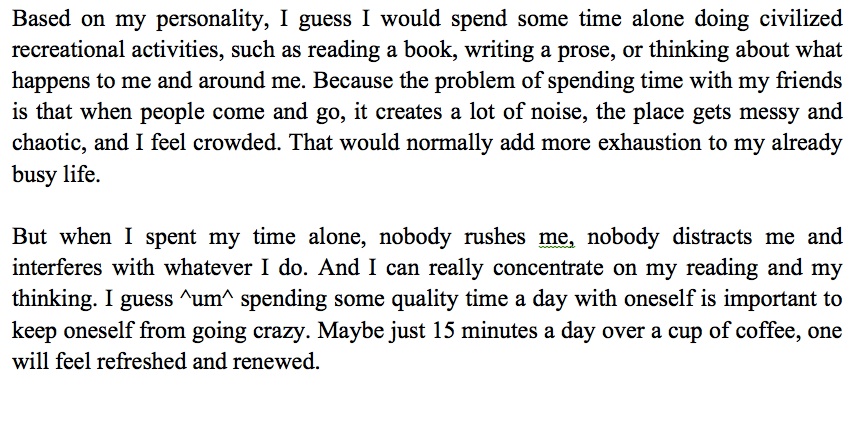 Based on my personality, I guess I would spend some time alone doing civilized
recreational activities, such as reading a book, writing a prose, or thinking about what
happens to me and around me. Because the problem of spending time with my friends
is that when people come and go, it creates a lot of noise, the place gets messy and
chaotic, and I feel crowded. That would normally add more exhaustion to my already
busy life.
But when I spent my time alone, nobody rushes me, nobody distracts me and
interferes with whatever I do. And I can really concentrate on my reading and my
thinking. I guess ^um^ spending some quality time a day with oneself is important to
keep oneself from going crazy. Maybe just 15 minutes a day over a cup of coffee, one
will feel refreshed and renewed.